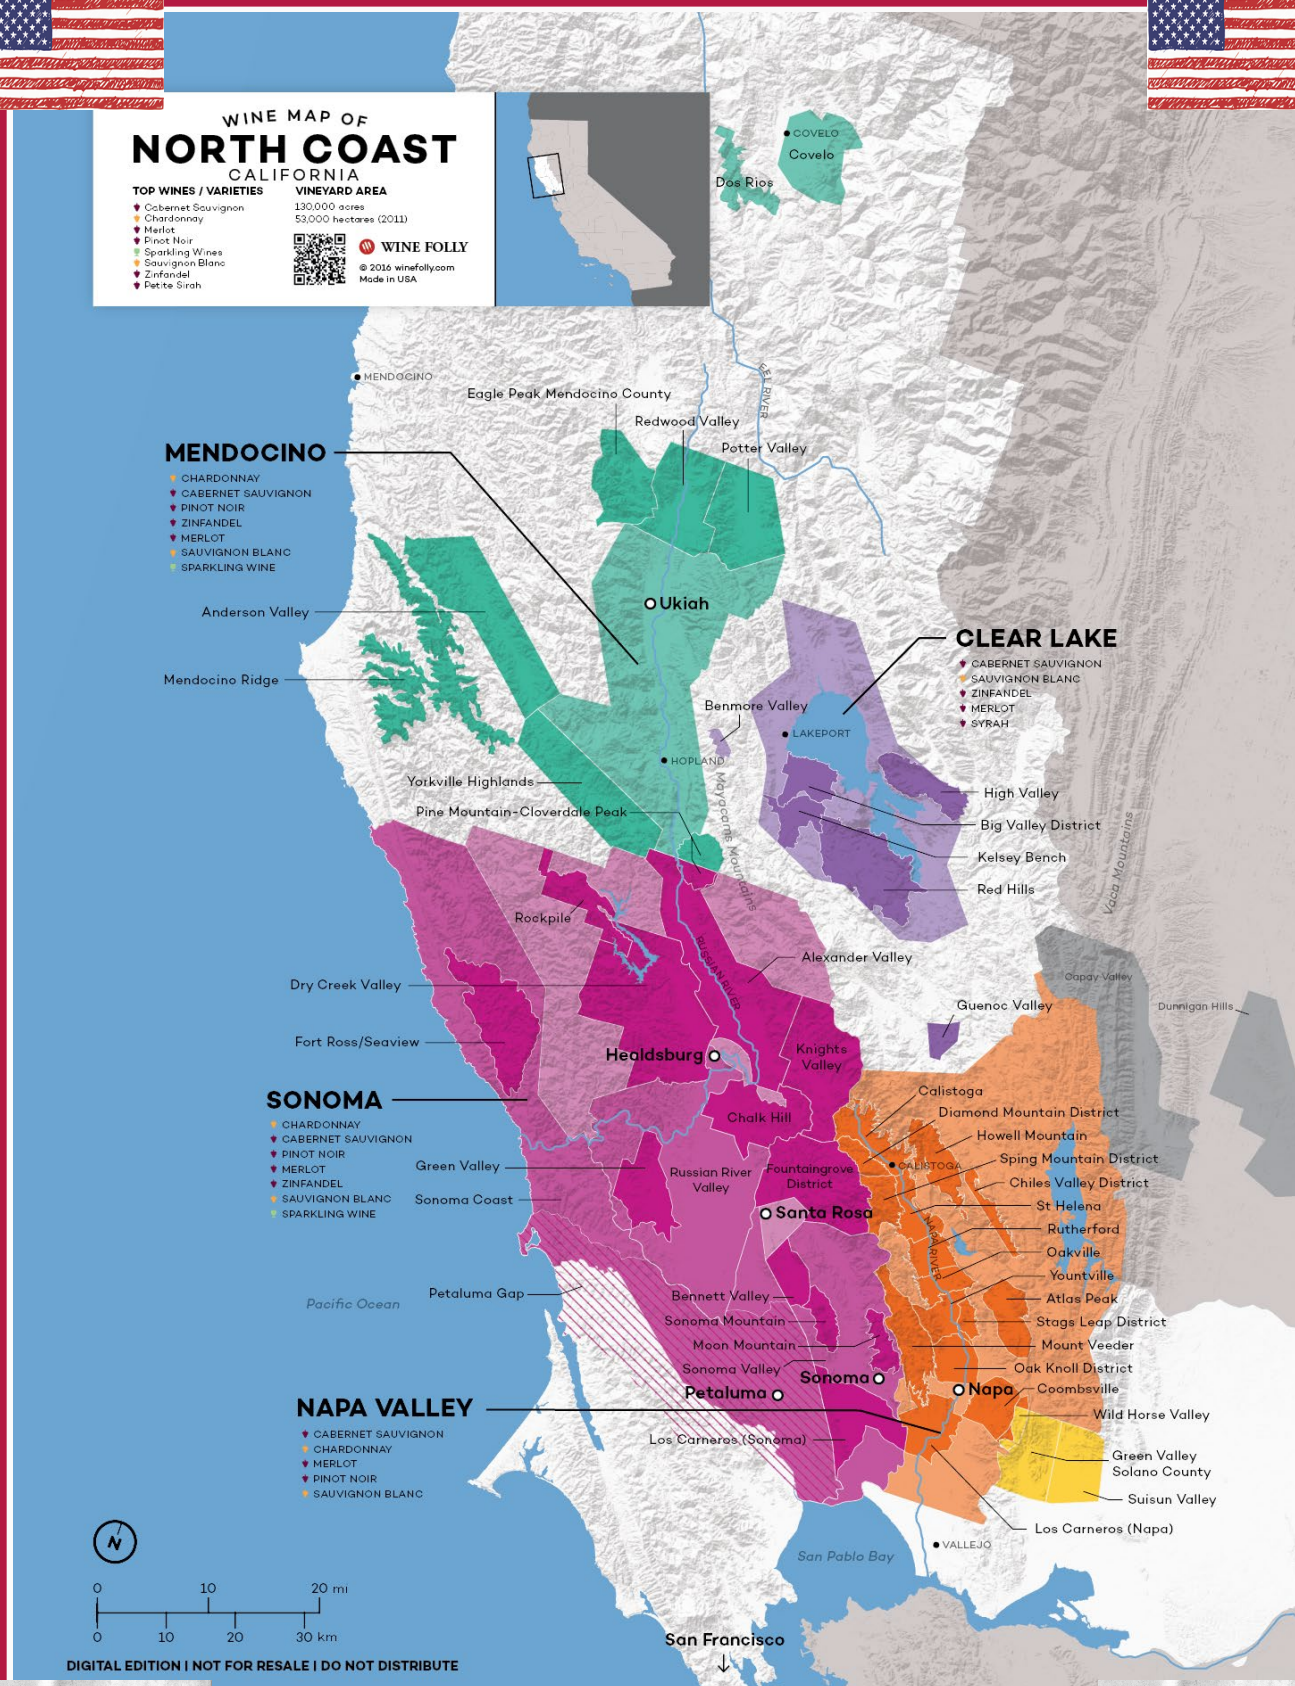 WINE MAP OF
NORTH COAST
CALIFORNIA
TOP WINES / VARIETIES
Cabernet Sauvignon
Chardonnay
Merlot
Pinot Noir
Sparkling Wines
Sauvignon Blanc
Zinfandel
Petite Sirah
VINEYARD AREA
130,000 acres
53,000 hectares (2011)
WINE FOLLY
© 2016 winefolly.com
Made in USA
COVELO
Covelo
Dos Rios
MENDOCINO
EEL RIVER
Eagle Peak Mendocino County
Redwood Valley
Potter Valley
MENDOCINO
CHARDONNAY
CABERNET SAUVIGNON
PINOT NOIR
ZINFANDEL
MERLOT
SAUVIGNON BLANC
SPARKLING WINE
Ukiah
Anderson Valley
Mendocino Ridge
CLEAR LAKE
CABERNET SAUVIGNON
SAUVIGNON BLANC
ZINFANDEL
MERLOT
SYRAH
Benmore Valley
LAKEPORT
HOPLAND
Yorkville Highlands
Pine Mountain-Cloverdale Peak
Mayacams Mountains
High Valley
Big Valley District
Kelsey Bench
Red Hills
Vaca Mountains
Rockpile
RUSSIAN RIVER
Alexander Valley
Capay Valley
Dunnigan Hills
Guenoc Valley
Dry Creek Valley
Fort Ross/Seaview
Healdsburg
Knights
Valley
SONOMA
CHARDONNAY
CABERNET SAUVIGNON
PINOT NOIR
MERLOT
ZINFANDEL
SAUVIGNON BLANC
SPARKLING WINE
Chalk Hill
Calistoga
Diamond Mountain District
Howell Mountain
Sping Mountain District
CALISTOGA
Chiles Valley District
St Helena
Rutherford
Oakville
Yountville
Atlas Peak
Stags Leap District
Mount Veeder
Oak Knoll District
Coombsville
Wild Horse Valley
NAPA RIVER
Green Valley
Russian River
Valley
Fountaingrove
District
Sonoma Coast
Santa Rosa
Pacific Ocean
Petaluma Gap
Bennett Valley
Sonoma Mountain
Moon Mountain
Sonoma Valley
Sonoma
Petaluma
Napa
NAPA VALLEY
CABERNET SAUVIGNON
CHARDONNAY
MERLOT
PINOT NOIR
SAUVIGNON BLANC
Los Carneros (Sonoma)
Green Valley
Solano County
Suisun Valley
Los Carneros (Napa)
VALLEJO
San Pablo Bay
N
0 10 20 mi
0 10 20 30 km
San Francisco
DIGITAL EDITION | NOT FOR RESALE | DO NOT DISTRIBUTE